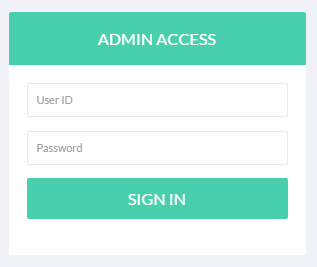 ADMIN ACCESS
User ID
Password
SIGN IN